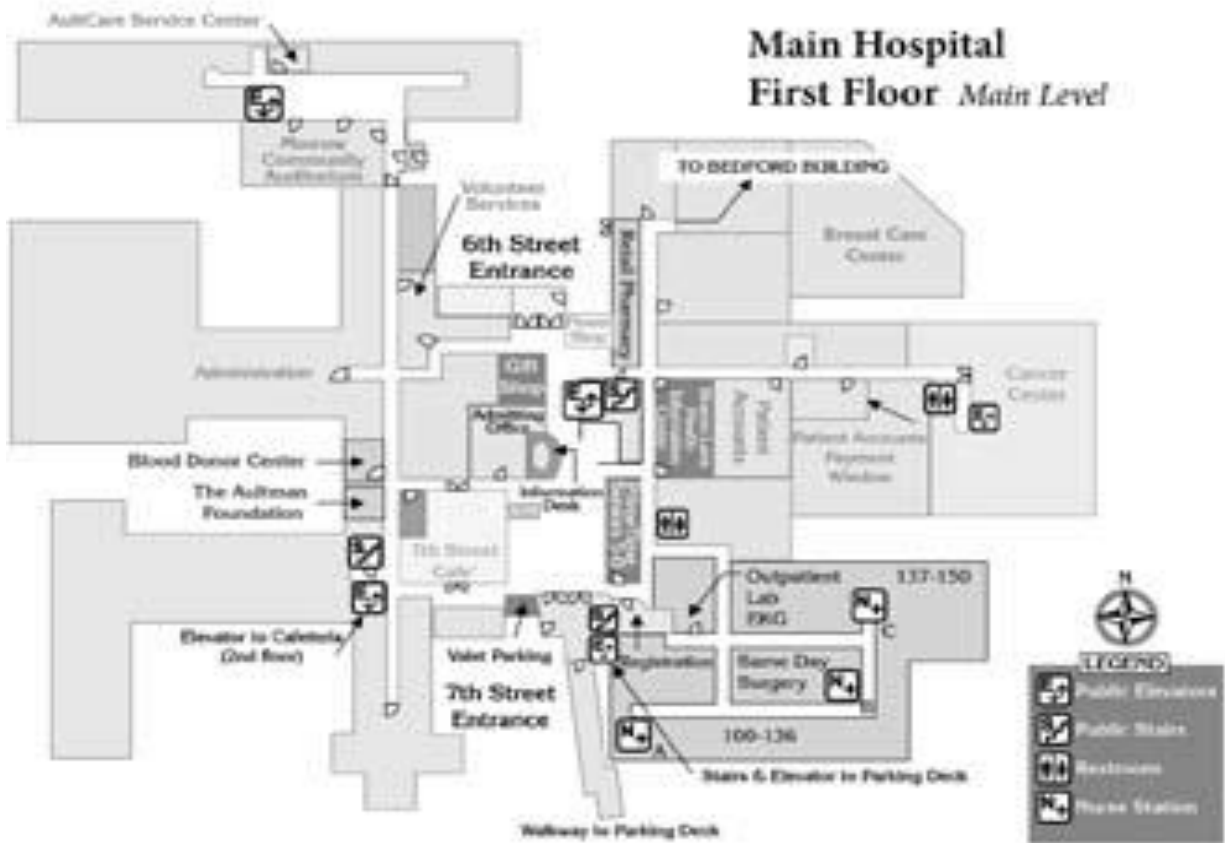 AultCare Service Center
Main Hospital
First Floor Main Level
Morrow
Community
Auditorium
TO BEDFORD BUILDING
Volunteer
Services
6th Street
Entrance
Retail Pharmacy
Breast Care
Center
Gift
Administration
Admitting
Office
Patient
Accounts
Cancer
Center
Patient Accounts
Payment
Window
Blood Donor Center
The Aultman
Foundation
Information
Desk
7th Street
Cafe'
Outpatient
Lab
EKG
137-150
C
N
Elevator to Cafeteria
(2nd floor)
Valet Parking
Registration
Same Day
Surgery
B
7th Street
Entrance
100-136
A
Stairs & Elevator to Parking Deck
Walkway to Parking Deck
LEGEND
Public Elevators
Public Stairs
Restrooms
Nurse Station